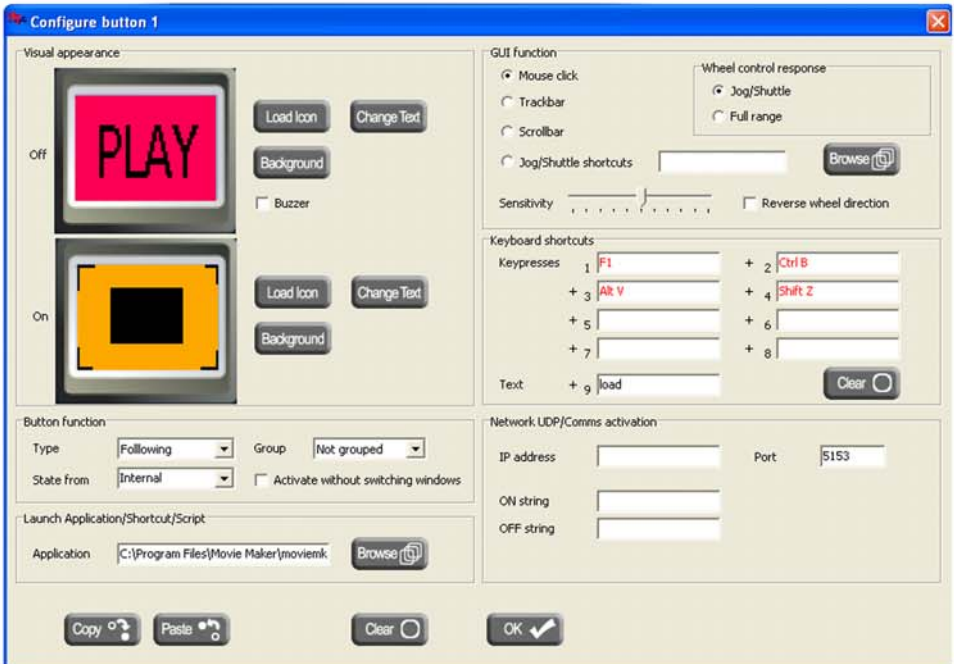 Configure button 1
Visual appearance
Off
PLAY
Load Icon
Change Text
Background
Buzzer
On
Load Icon
Change Text
Background
GUI function
Mouse click
Trackbar
Scrollbar
Jog/Shuttle shortcuts
Wheel control response
Jog/Shuttle
Full range
Browse
Sensitivity
Reverse wheel direction
Keyboard shortcuts
Keypresses 1 F1 + 2 Ctrl B
+ 3 Alt V + 4 Shift Z
+ 5 + 6
+ 7 + 8
Text + 9 load Clear
Button function
Type Folllowing Group Not grouped
State from Internal Activate without switching windows
Launch Application/Shortcut/Script
Application C:\Program Files\Movie Maker\moviemk Browse
Network UDP/Comms activation
IP address Port 5153
ON string
OFF string
Copy Paste Clear OK